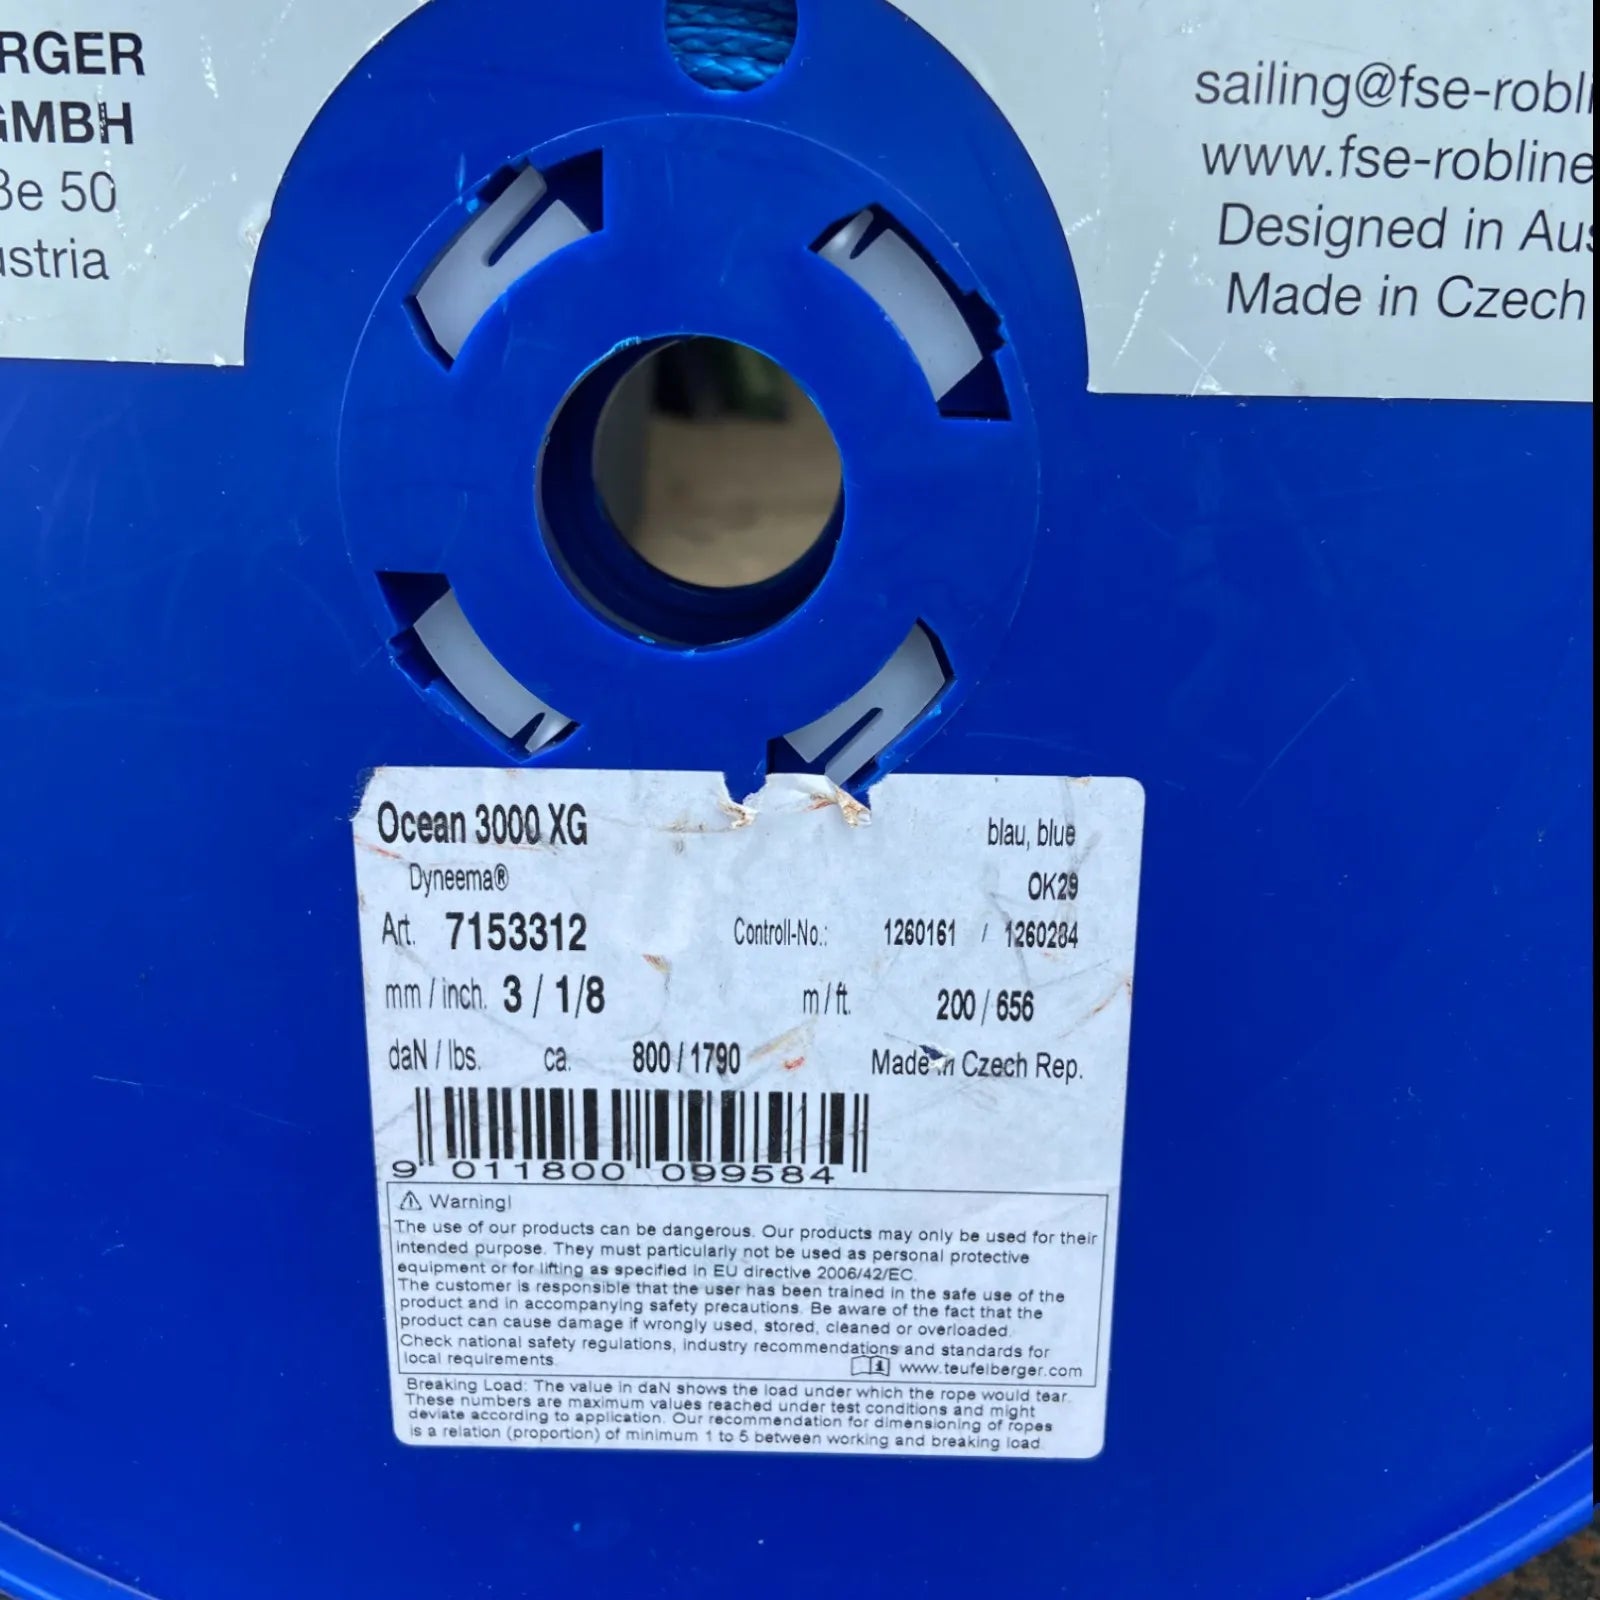 RGER
GMBH
ße 50
ustria
sailing@fse-robli
www.fse-robline
Designed in Aus
Made in Czech
Ocean 3000 XG
blau, blue
Dyneema®
OK29
Art. 7153312 Controll-No.: 1260161 / 1260284
mm / inch. 3 / 1/8 m / ft. 200 / 656
daN / lbs. ca. 800 / 1790 Made in Czech Rep.
9 011800 099584
Warning!
The use of our products can be dangerous. Our products may only be used for their
intended purpose. They must particularly not be used as personal protective
equipment or for lifting as specified in EU directive 2006/42/EC.
The customer is responsible that the user has been trained in the safe use of the
product and in accompanying safety precautions. Be aware of the fact that the
product can cause damage if wrongly used, stored, cleaned or overloaded.
Check national safety regulations, industry recommendations and standards for
local requirements.
www.teufelberger.com
Breaking Load: The value in daN shows the load under which the rope would tear.
These numbers are maximum values reached under test conditions and might
deviate according to application. Our recommendation for dimensioning of ropes
is a relation (proportion) of minimum 1 to 5 between working and breaking load.